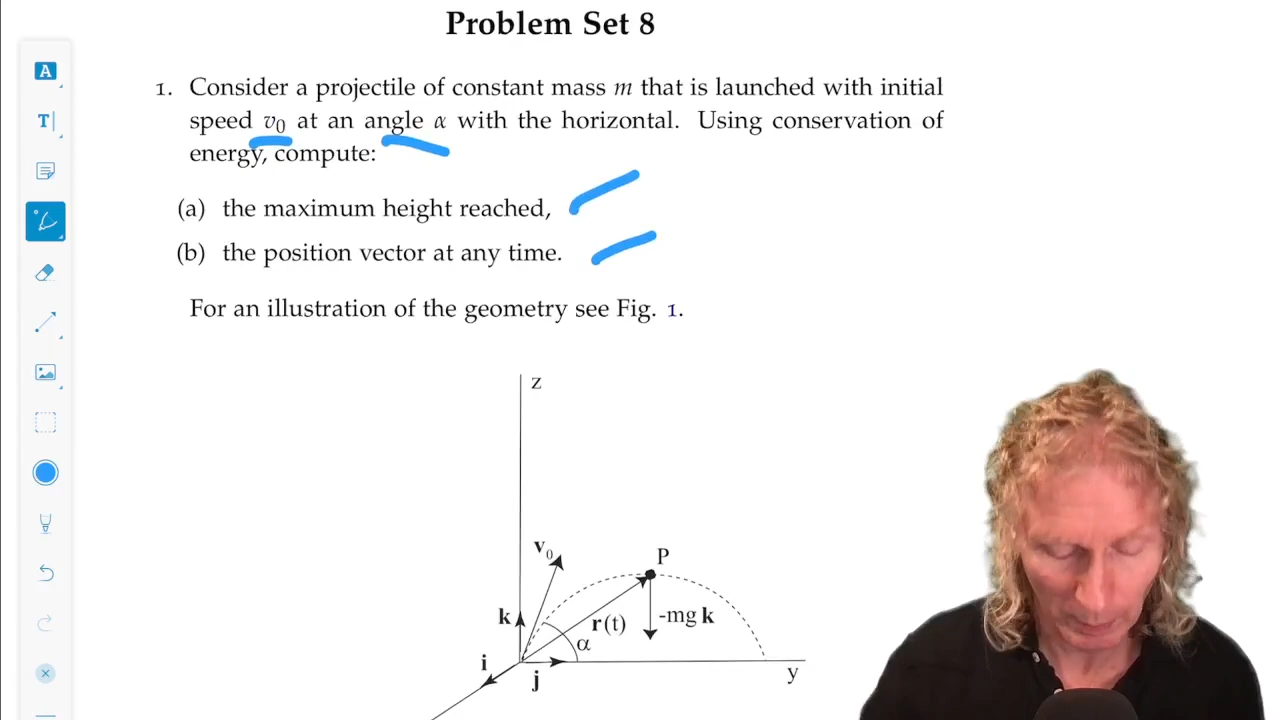 Problem Set 8
1. Consider a projectile of constant mass m that is launched with initial
speed v₀ at an angle α with the horizontal. Using conservation of
energy, compute:
(a) the maximum height reached,
(b) the position vector at any time.
For an illustration of the geometry see Fig. 1.
z
v₀
P
k
r(t)
-mg k
α
i
j
y
A
T